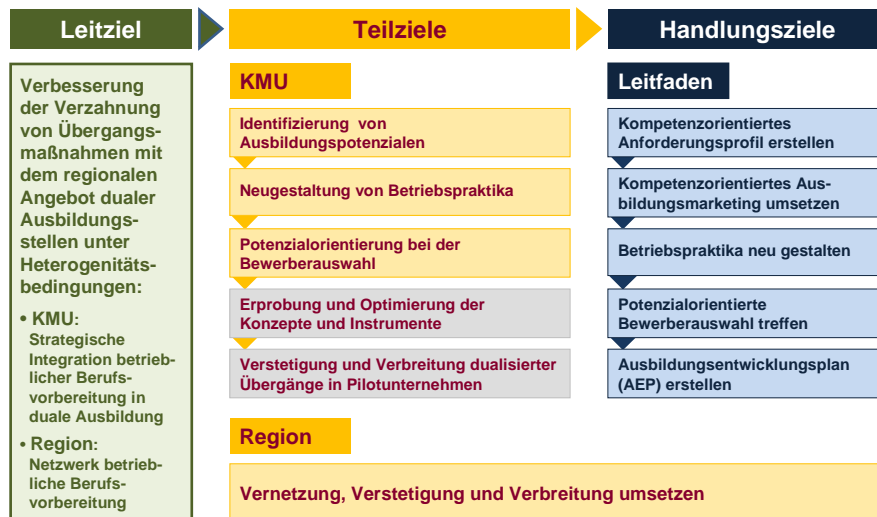 Leitziel
Teilziele
Handlungsziele
Verbesserung
der Verzahnung
von Übergangs-
maßnahmen mit
dem regionalen
Angebot dualer
Ausbildungs-
stellen unter
Heterogenitäts-
bedingungen:
• KMU:
Strategische
Integration betrieb-
licher Berufs-
vorbereitung in
duale Ausbildung
• Region:
Netzwerk betrieb-
liche Berufs-
vorbereitung
KMU
Identifizierung von
Ausbildungspotenzialen
Neugestaltung von Betriebspraktika
Potenzialorientierung bei der
Bewerberauswahl
Erprobung und Optimierung der
Konzepte und Instrumente
Verstetigung und Verbreitung dualisierter
Übergänge in Pilotunternehmen
Leitfaden
Kompetenzorientiertes
Anforderungsprofil erstellen
Kompetenzorientiertes Aus-
bildungsmarketing umsetzen
Betriebspraktika neu gestalten
Potenzialorientierte
Bewerberauswahl treffen
Ausbildungsentwicklungsplan
(AEP) erstellen
Region
Vernetzung, Verstetigung und Verbreitung umsetzen